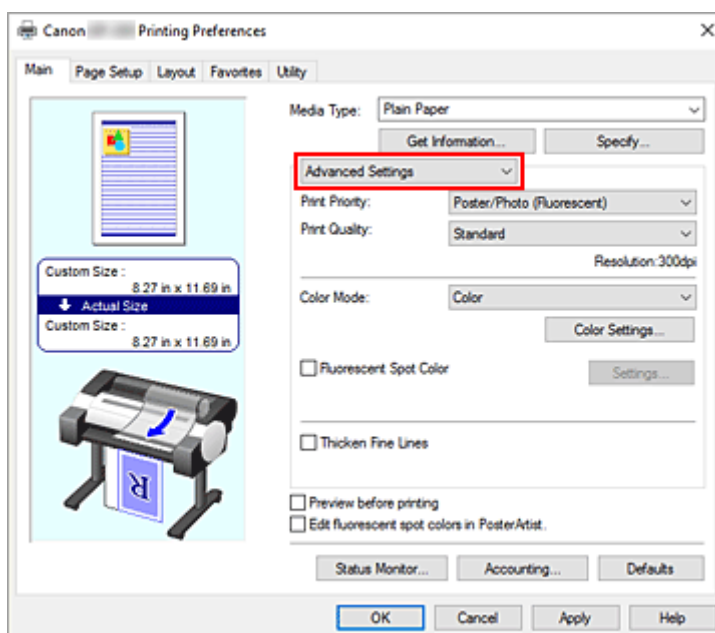 Canon Printing Preferences
Main Page Setup Layout Favorites Utility
Media Type: Plain Paper
Get Information... Specify...
Advanced Settings
Print Priority: Poster/Photo (Fluorescent)
Print Quality: Standard
Resolution:300dpi
Custom Size :
8.27 in x 11.69 in
Actual Size
Custom Size :
8.27 in x 11.69 in
Color Mode: Color
Color Settings...
Fluorescent Spot Color Settings...
Thicken Fine Lines
R
Preview before printing
Edit fluorescent spot colors in PosterArtist.
Status Monitor... Accounting... Defaults
OK Cancel Apply Help